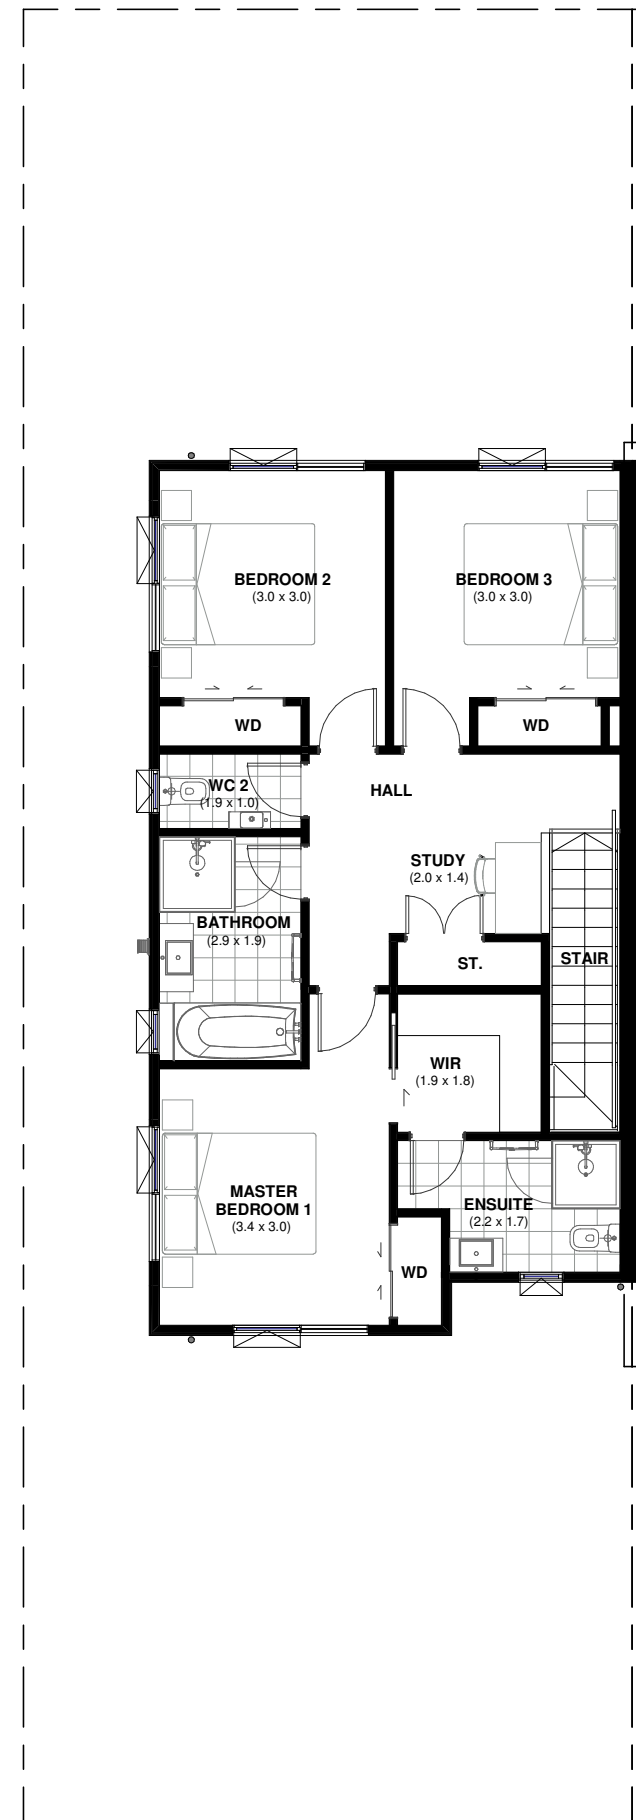 BEDROOM 2
(3.0 x 3.0)
BEDROOM 3
(3.0 x 3.0)
WD
WD
WC 2
(1.9 x 1.0)
HALL
STUDY
(2.0 x 1.4)
BATHROOM
(2.9 x 1.9)
ST.
STAIR
WIR
(1.9 x 1.8)
MASTER
BEDROOM 1
(3.4 x 3.0)
ENSUITE
(2.2 x 1.7)
WD